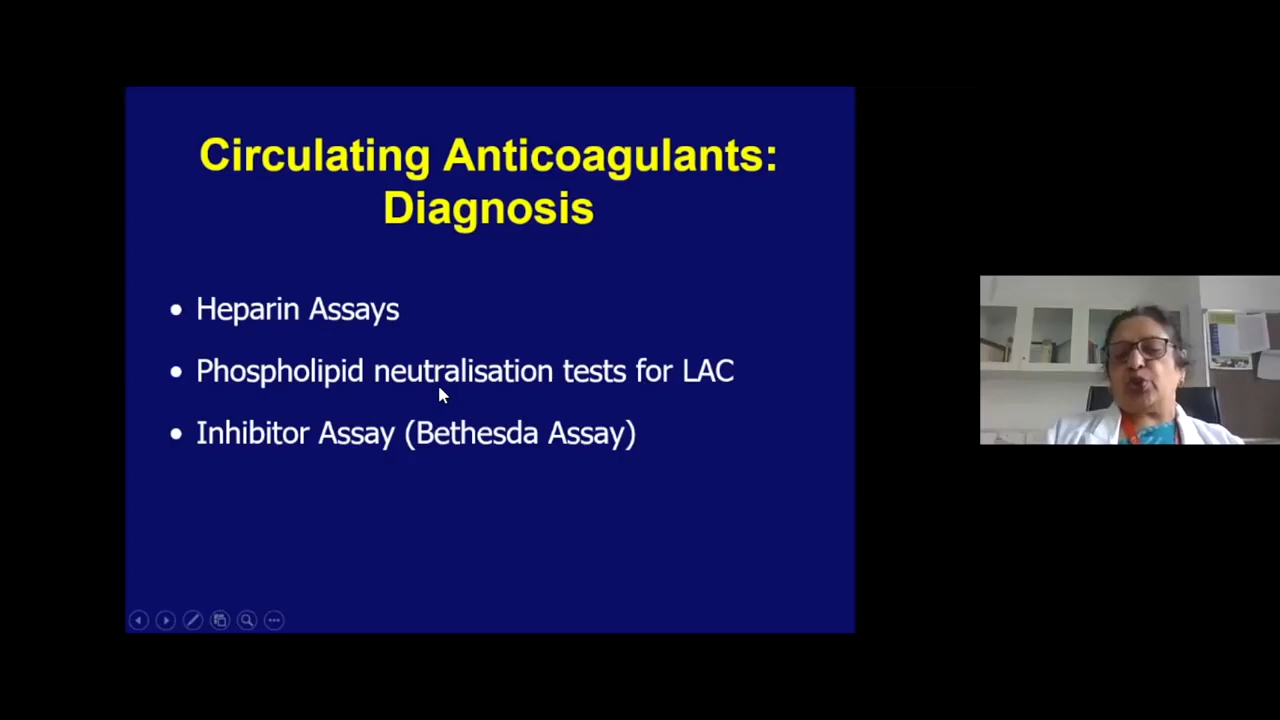 Circulating Anticoagulants:
Diagnosis
• Heparin Assays
• Phospholipid neutralisation tests for LAC
• Inhibitor Assay (Bethesda Assay)